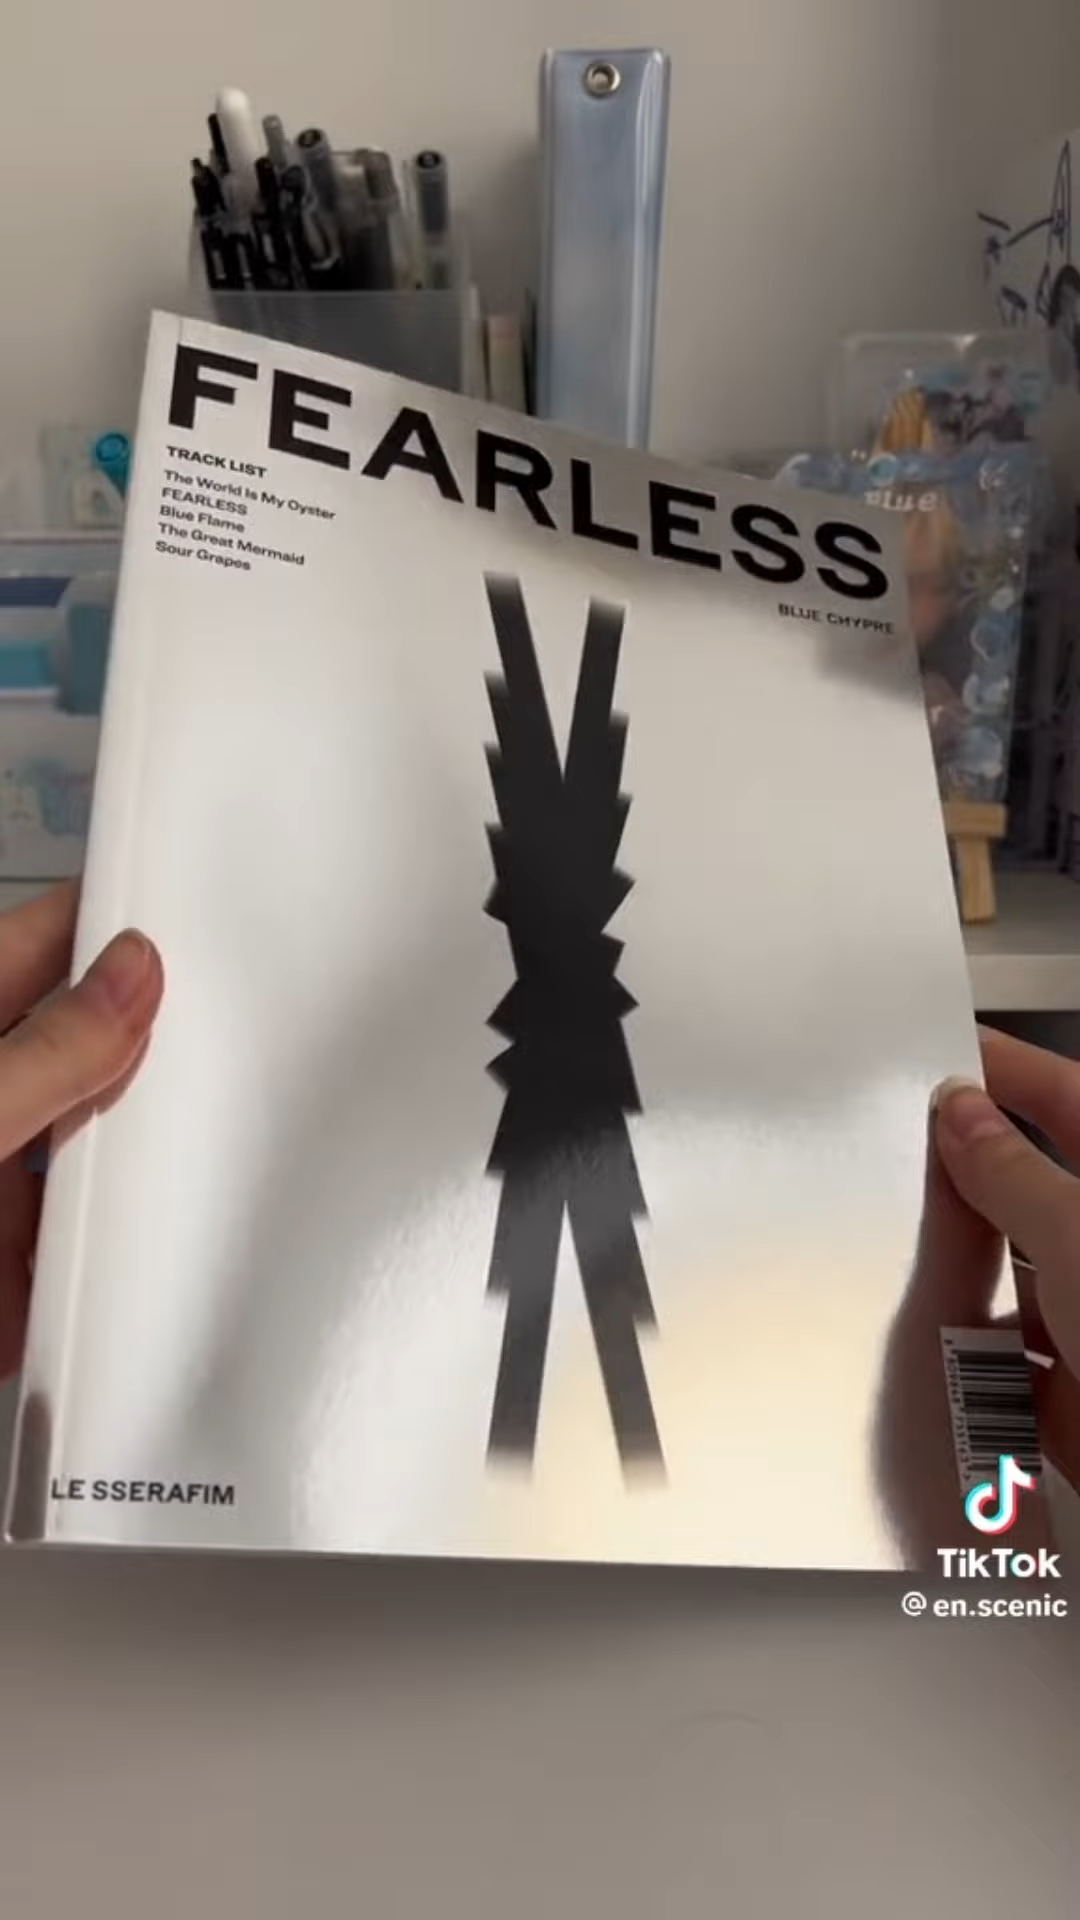 FEARLESS
TRACK LIST
The World Is My Oyster
FEARLESS
Blue Flame
The Great Mermaid
Sour Grapes
BLUE CHYPRE
LE SSERAFIM
TikTok
@en.scenic